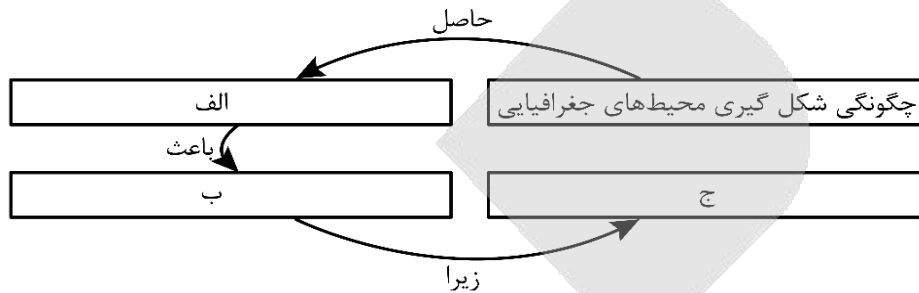 حاصل
چگونگی شکل گیری محیط‌های جغرافیایی
الف
باعث
ب
ج
زیرا